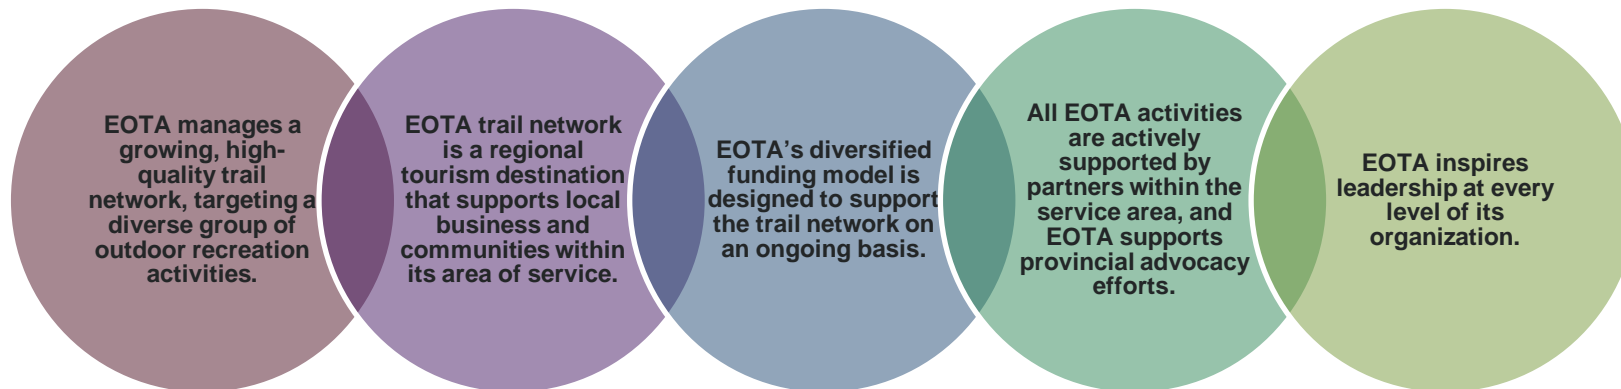 EOTA manages a
growing, high-
quality trail
network, targeting a
diverse group of
outdoor recreation
activities.
EOTA trail network
is a regional
tourism destination
that supports local
business and
communities within
its area of service.
EOTA’s diversified
funding model is
designed to support
the trail network on
an ongoing basis.
All EOTA activities
are actively
supported by
partners within the
service area, and
EOTA supports
provincial advocacy
efforts.
EOTA inspires
leadership at every
level of its
organization.